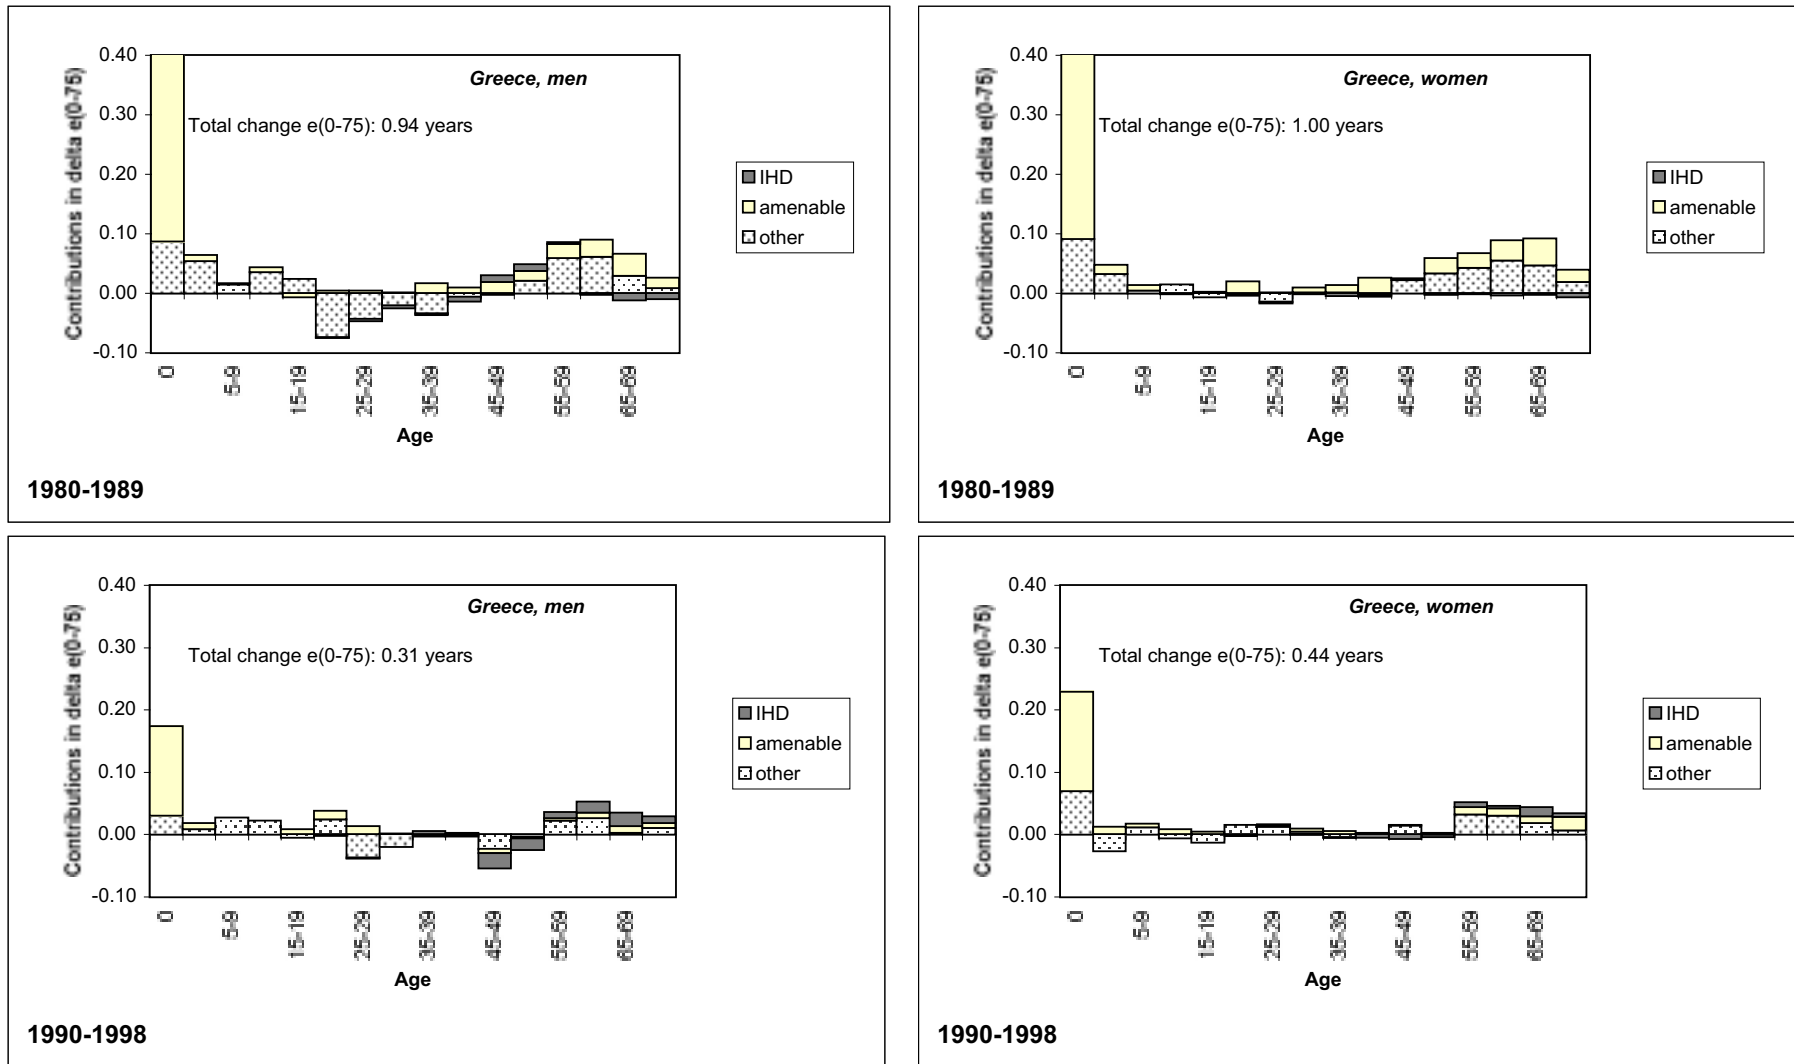 Contributions in delta e(0-75)
0.40
0.30
0.20
0.10
0.00
-0.10
Greece, men
Total change e(0-75): 0.94 years
IHD
amenable
other
0
5-9
15-19
25-29
35-39
45-49
55-59
65-69
Age
1980-1989
Contributions in delta e(0-75)
0.40
0.30
0.20
0.10
0.00
-0.10
Greece, women
Total change e(0-75): 1.00 years
IHD
amenable
other
0
5-9
15-19
25-29
35-39
45-49
55-59
65-69
Age
1980-1989
Contributions in delta e(0-75)
0.40
0.30
0.20
0.10
0.00
-0.10
Greece, men
Total change e(0-75): 0.31 years
IHD
amenable
other
0
5-9
15-19
25-29
35-39
45-49
55-59
65-69
Age
1990-1998
Contributions in delta e(0-75)
0.40
0.30
0.20
0.10
0.00
-0.10
Greece, women
Total change e(0-75): 0.44 years
IHD
amenable
other
0
5-9
15-19
25-29
35-39
45-49
55-59
65-69
Age
1990-1998